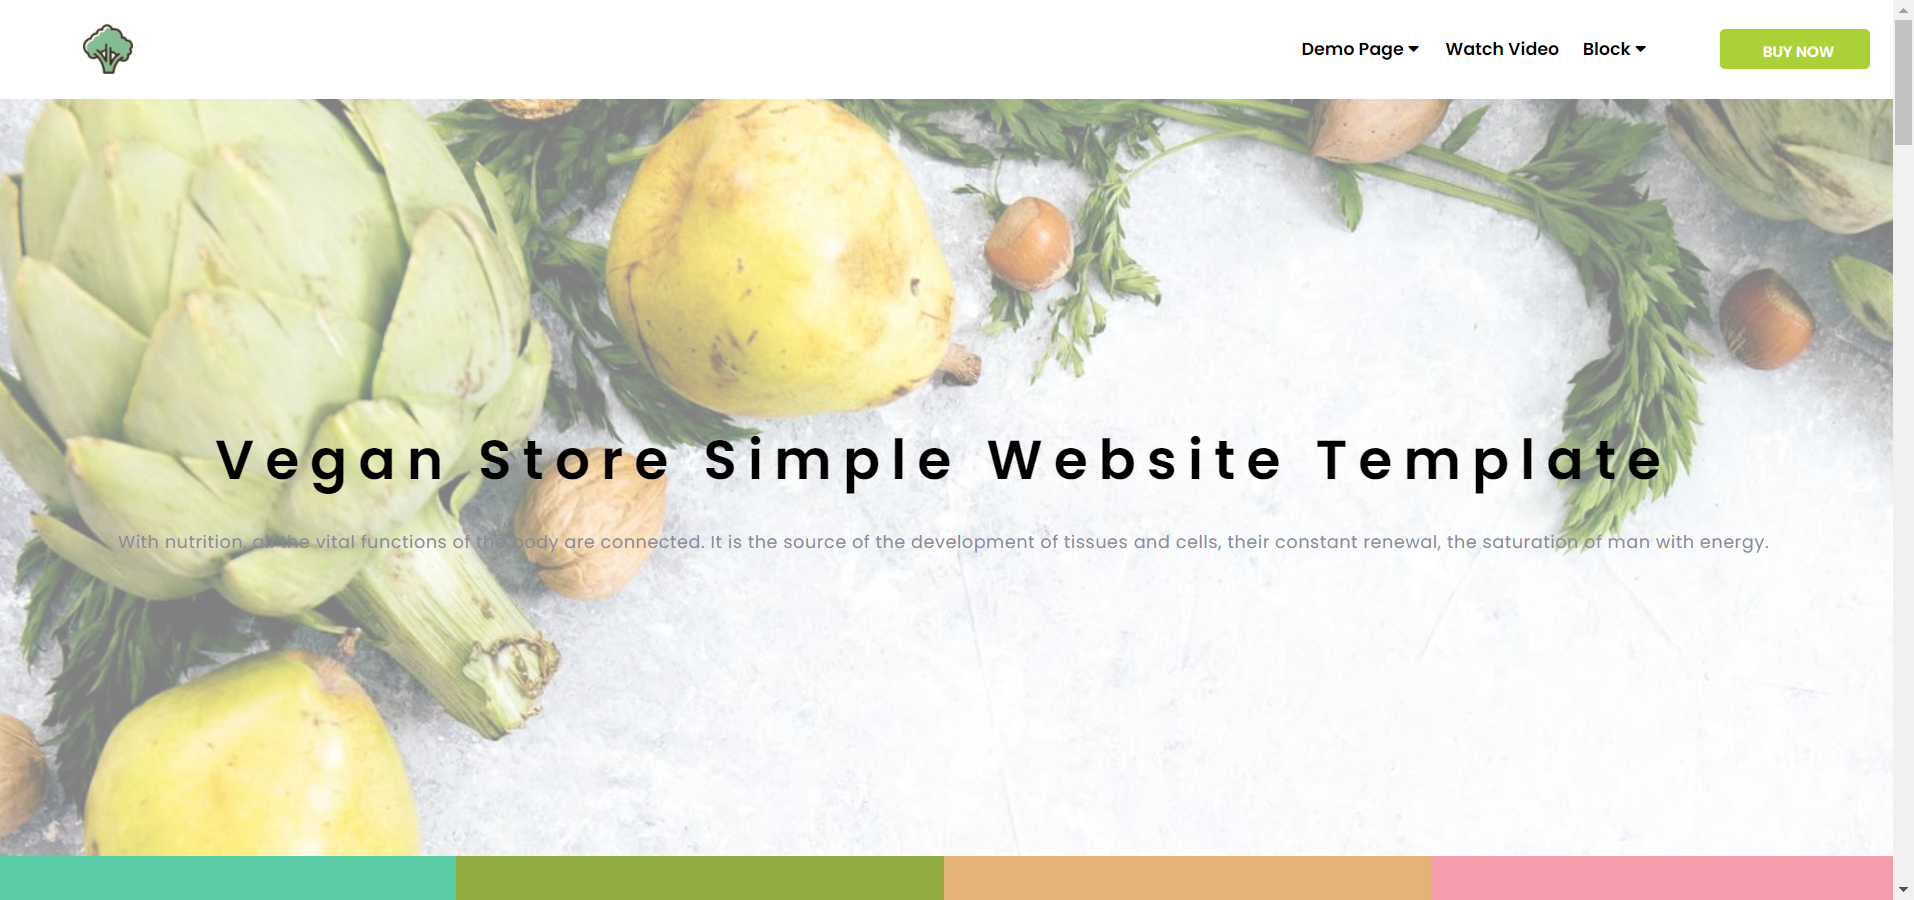 Demo Page Watch Video Block BUY NOW
Vegan Store Simple Website Template
With nutrition, all the vital functions of the body are connected. It is the source of the development of tissues and cells, their constant renewal, the saturation of man with energy.